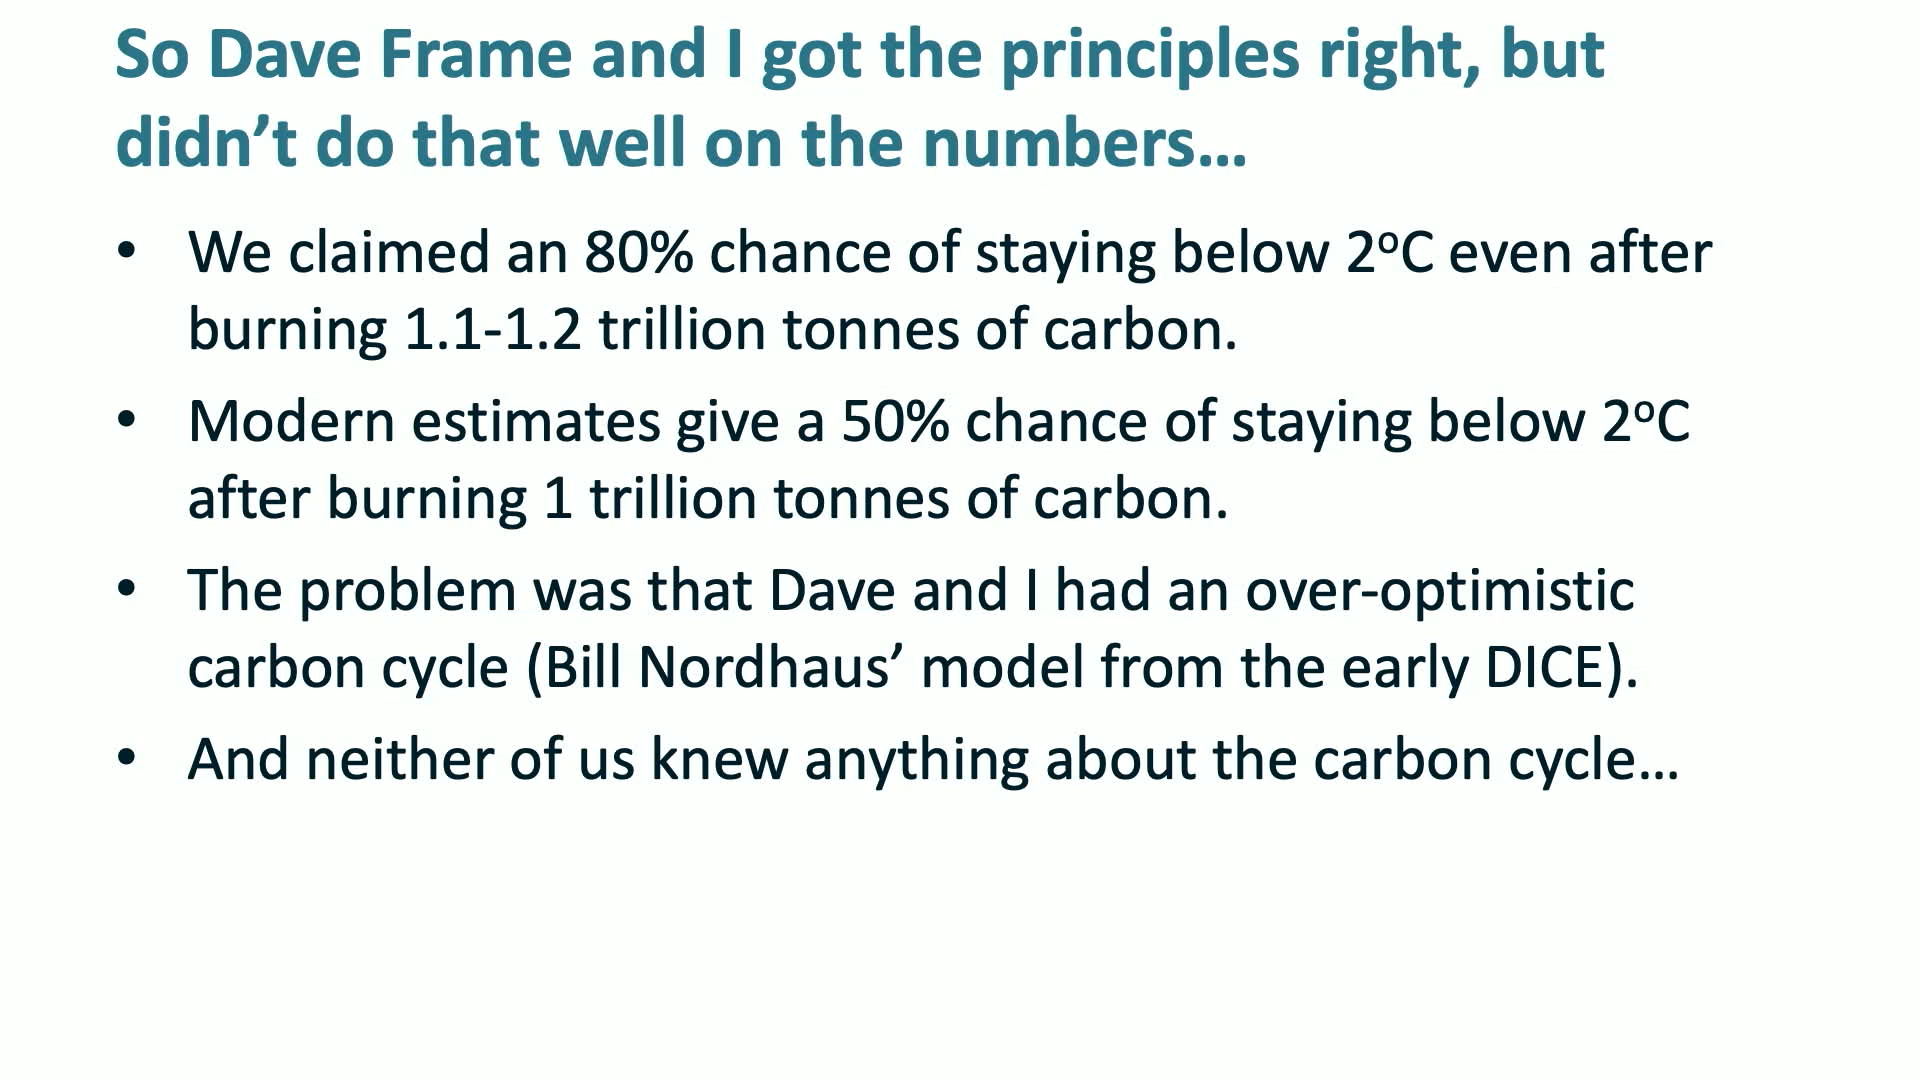 So Dave Frame and I got the principles right, but
didn’t do that well on the numbers…
• We claimed an 80% chance of staying below 2ºC even after
burning 1.1-1.2 trillion tonnes of carbon.
• Modern estimates give a 50% chance of staying below 2ºC
after burning 1 trillion tonnes of carbon.
• The problem was that Dave and I had an over-optimistic
carbon cycle (Bill Nordhaus’ model from the early DICE).
• And neither of us knew anything about the carbon cycle…